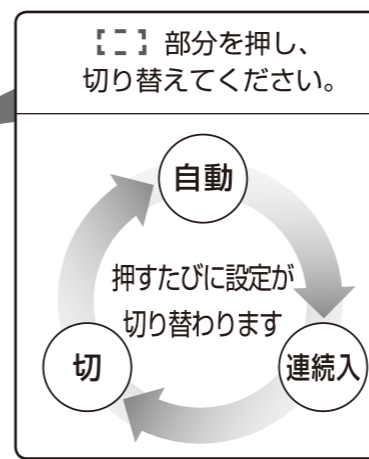 部分を押し、
切り替えてください。
自動
押すたびに設定が
切り替わります
切
連続入